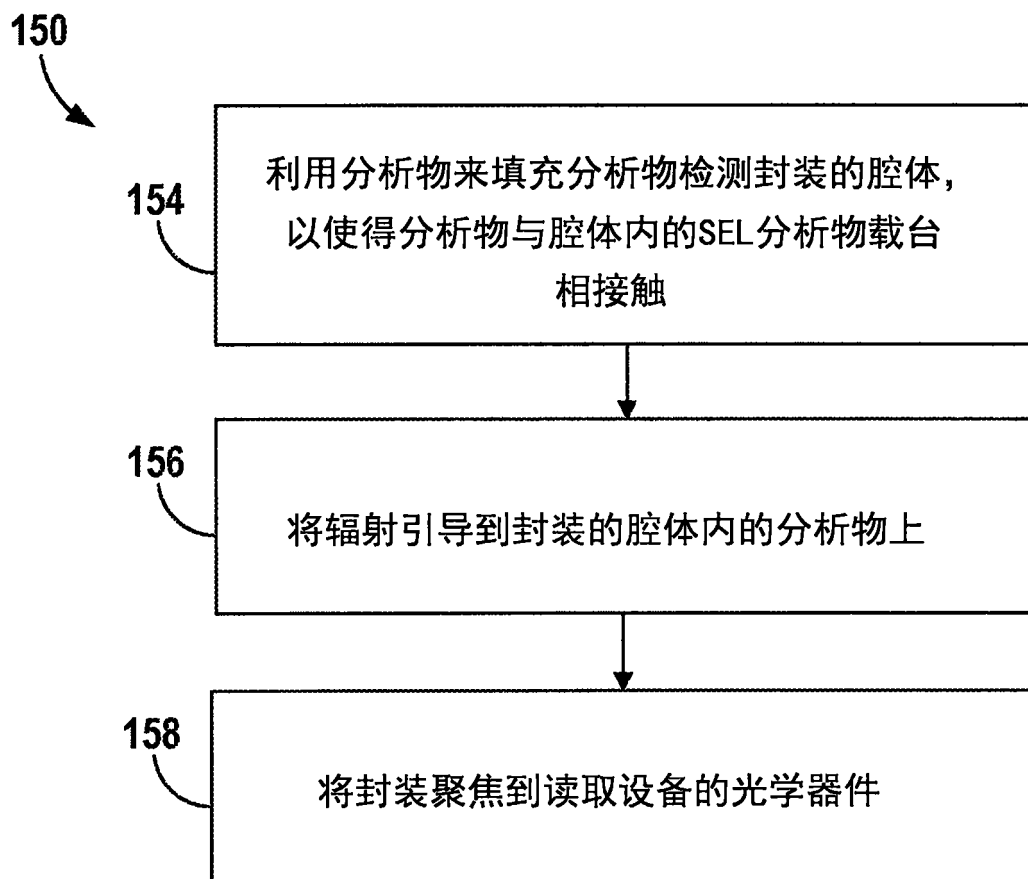 150
154
利用分析物来填充分析物检测封装的腔体，
以使得分析物与腔体内的SEL分析物载台
相接触
156
将辐射引导到封装的腔体内的分析物上
158
将封装聚焦到读取设备的光学器件